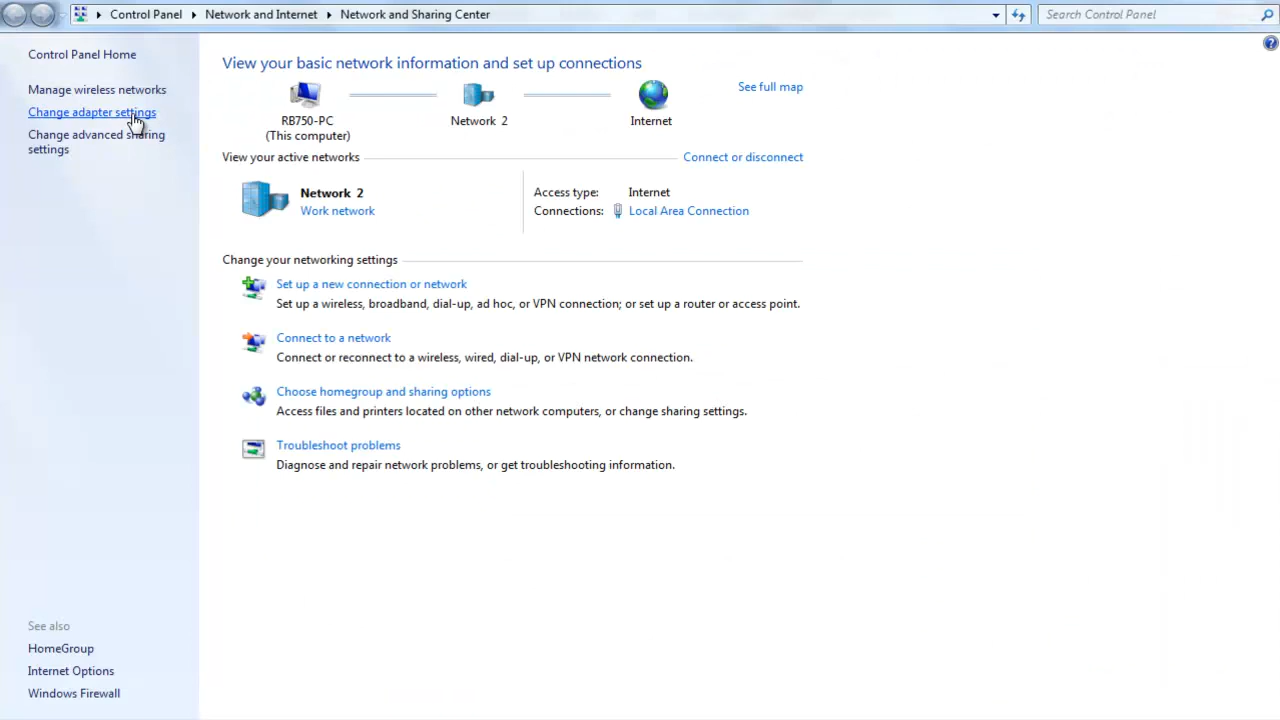 Control Panel Network and Internet Network and Sharing Center
Search Control Panel
Control Panel Home
Manage wireless networks
Change adapter settings
Change advanced sharing
settings
See also
HomeGroup
Internet Options
Windows Firewall
View your basic network information and set up connections
See full map
RB750-PC
(This computer)
Network 2
Internet
View your active networks
Connect or disconnect
Network 2
Work network
Access type: Internet
Connections: Local Area Connection
Change your networking settings
Set up a new connection or network
Set up a wireless, broadband, dial-up, ad hoc, or VPN connection; or set up a router or access point.
Connect to a network
Connect or reconnect to a wireless, wired, dial-up, or VPN network connection.
Choose homegroup and sharing options
Access files and printers located on other network computers, or change sharing settings.
Troubleshoot problems
Diagnose and repair network problems, or get troubleshooting information.